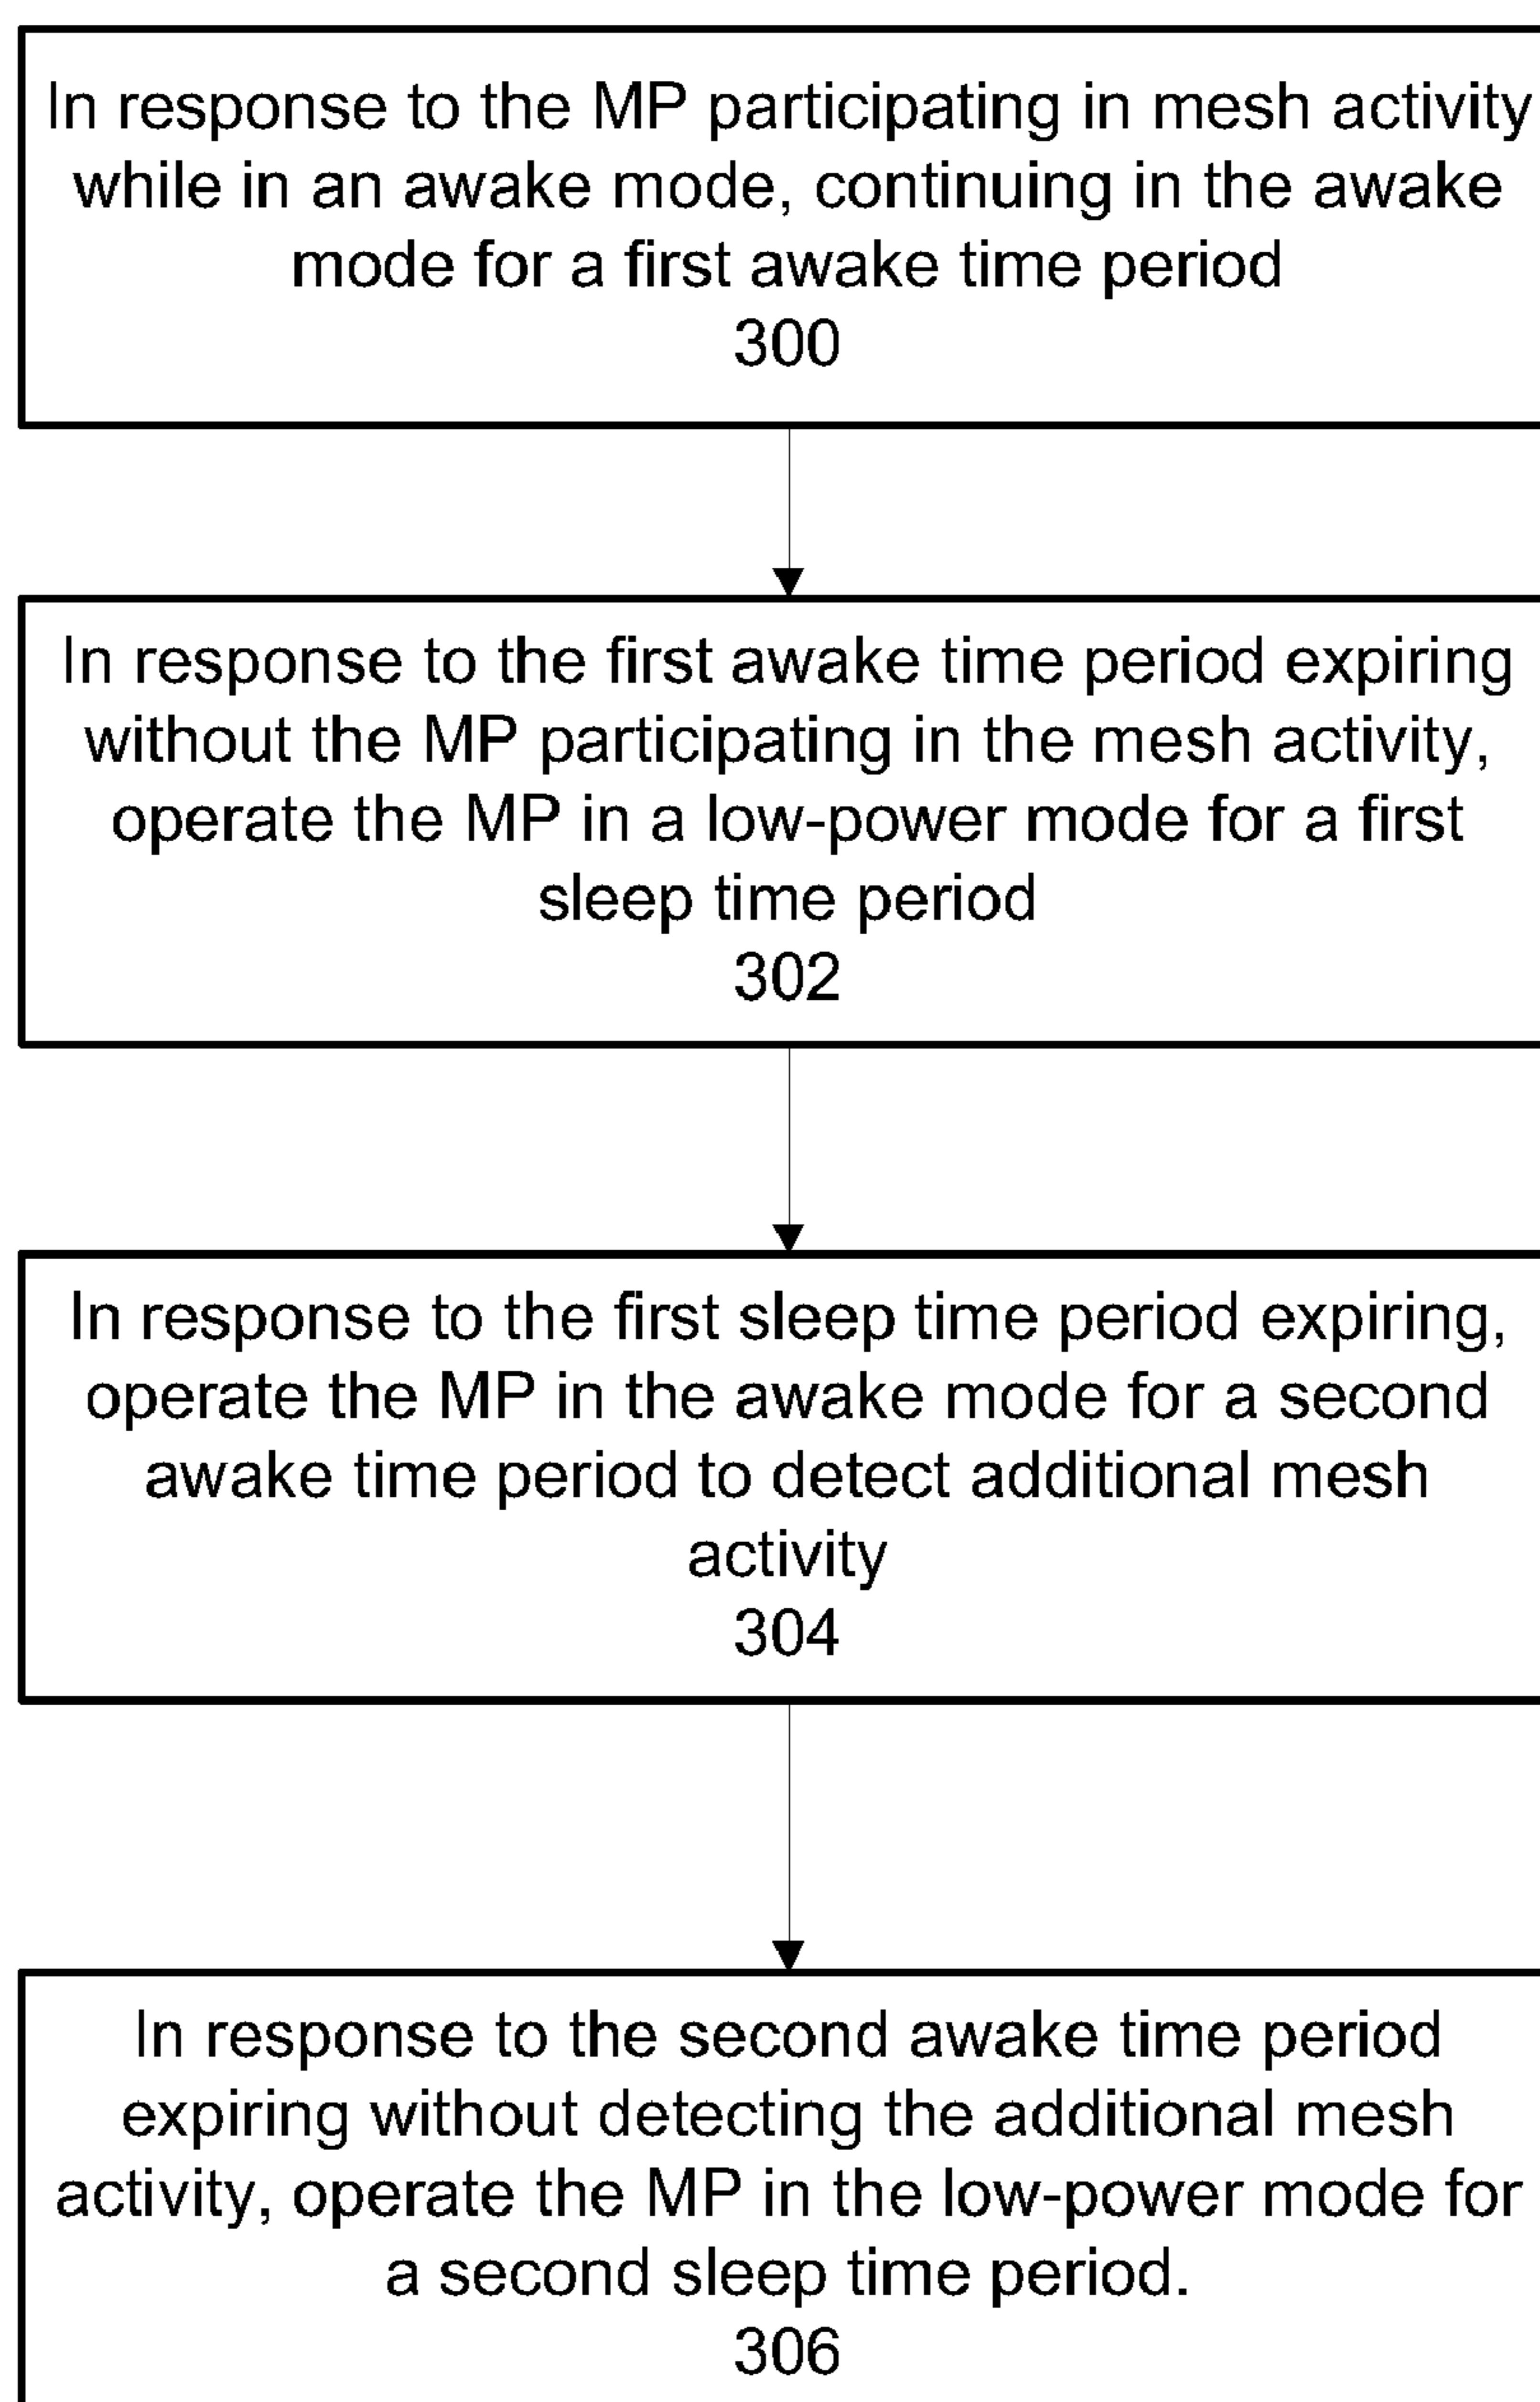 In response to the MP participating in mesh activity
while in an awake mode, continuing in the awake
mode for a first awake time period
300
In response to the first awake time period expiring
without the MP participating in the mesh activity,
operate the MP in a low-power mode for a first
sleep time period
302
In response to the first sleep time period expiring,
operate the MP in the awake mode for a second
awake time period to detect additional mesh
activity
304
In response to the second awake time period
expiring without detecting the additional mesh
activity, operate the MP in the low-power mode for
a second sleep time period.
306